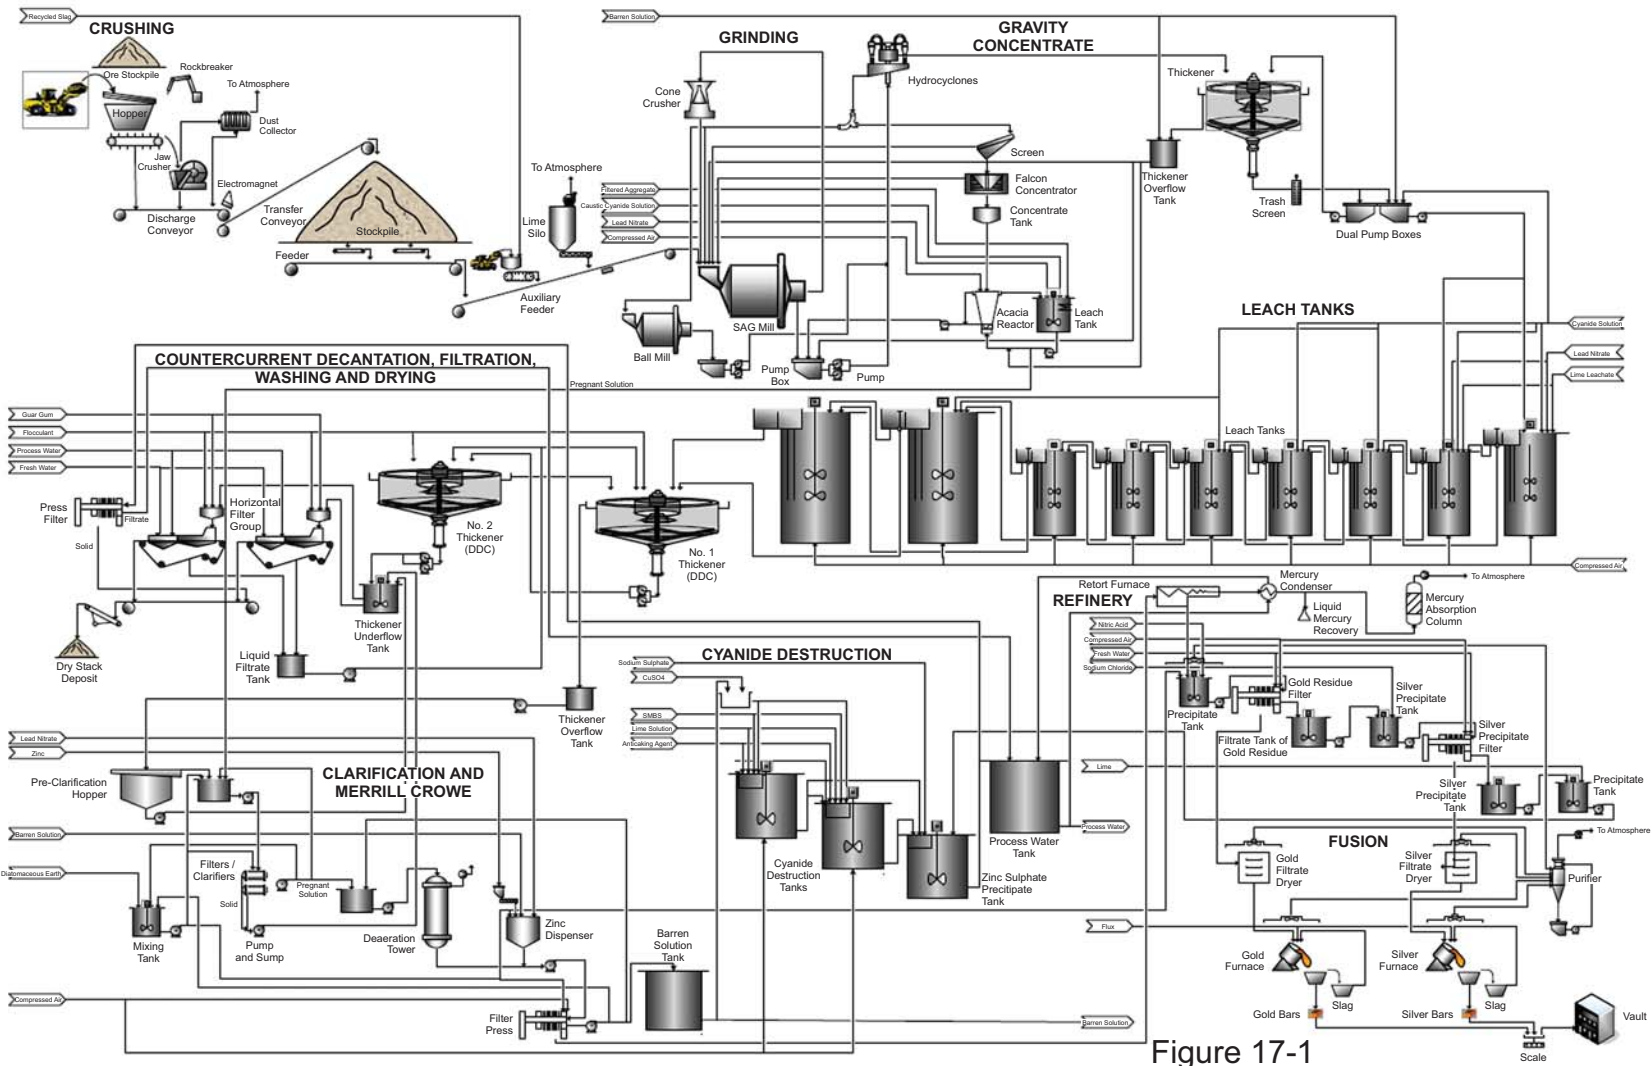 Recycled Slag
CRUSHING
Ore Stockpile
Rockbreaker
To Atmosphere
Hopper
Dust
Collector
Jaw
Crusher
Electromagnet
Discharge
Conveyor
Transfer
Conveyor
Stockpile
Feeder
To Atmosphere
Lime
Silo
Auxiliary
Feeder
Barren Solution
GRINDING
Cone
Crusher
GRAVITY
CONCENTRATE
Hydrocyclones
Screen
Falcon
Concentrator
Concentrate
Tank
Filtered Aggregate
Caustic Cyanide Solution
Lead Nitrate
Compressed Air
SAG Mill
Ball Mill
Pump
Box
Pump
Acacia
Reactor
Leach
Tank
Thickener
Thickener
Overflow
Tank
Trash
Screen
Dual Pump Boxes
LEACH TANKS
Cyanide Solution
Lead Nitrate
Lime Leachate
Leach Tanks
Compressed Air
COUNTERCURRENT DECANTATION, FILTRATION,
WASHING AND DRYING
Pregnant Solution
Guar Gum
Flocculant
Process Water
Fresh Water
Press
Filter
Filtrate
Solid
Horizontal
Filter
Group
No. 2
Thickener
(DDC)
No. 1
Thickener
(DDC)
Thickener
Underflow
Tank
Dry Stack
Deposit
Liquid
Filtrate
Tank
Thickener
Overflow
Tank
REFINERY
Retort Furnace
Mercury
Condenser
Liquid
Mercury
Recovery
To Atmosphere
Mercury
Absorption
Column
Nitric Acid
Compressed Air
Fresh Water
Sodium Chloride
Precipitate
Tank
Gold Residue
Filter
Filtrate Tank of
Gold Residue
Silver
Precipitate
Tank
Silver
Precipitate
Filter
Lime
Silver
Precipitate
Tank
Precipitate
Tank
Process Water
CYANIDE DESTRUCTION
Sodium Sulphate
CuSO4
SMBS
Lime Solution
Anticaking Agent
Cyanide
Destruction
Tanks
Zinc Sulphate
Precitipate
Tank
Process Water
Tank
Lead Nitrate
Zinc
Pre-Clarification
Hopper
CLARIFICATION AND
MERRILL CROWE
Barren Solution
Diatomaceous Earth
Filters /
Clarifiers
Solid
Pregnant
Solution
Mixing
Tank
Pump
and Sump
Deaeration
Tower
Zinc
Dispenser
Compressed Air
Filter
Press
Barren
Solution
Tank
Barren Solution
FUSION
To Atmosphere
Gold
Filtrate
Dryer
Silver
Filtrate
Dryer
Purifier
Flux
Gold
Furnace
Silver
Furnace
Slag
Slag
Gold Bars
Silver Bars
Vault
Scale
Figure 17-1